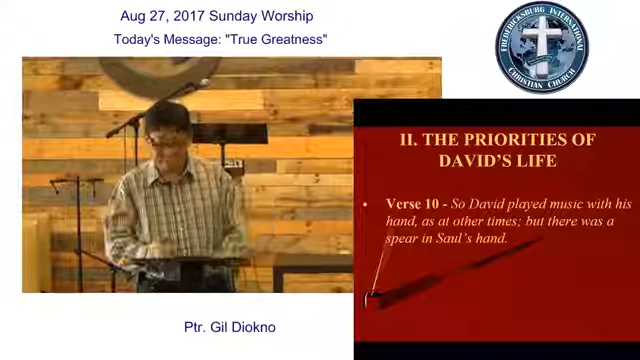 Aug 27, 2017 Sunday Worship
Today's Message: "True Greatness"
FREDERICKSBURG INTERNATIONAL
CHRISTIAN CHURCH
II. THE PRIORITIES OF
DAVID'S LIFE
• Verse 10 - So David played music with his
hand, as at other times; but there was a
spear in Saul's hand.
Ptr. Gil Diokno